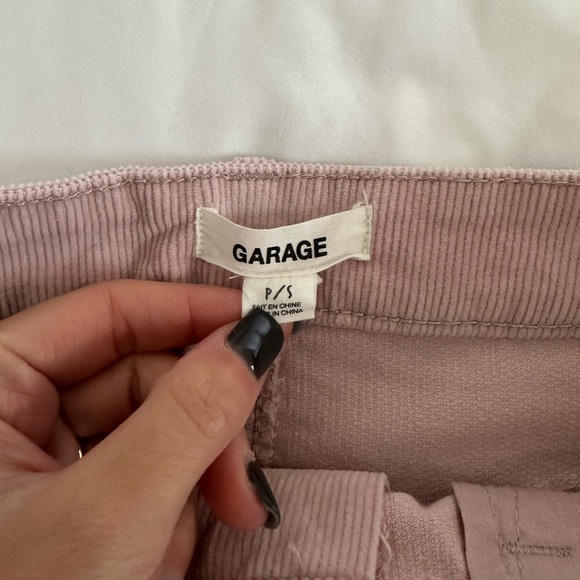 GARAGE
P/S
FAIT EN CHINE
IN CHINA